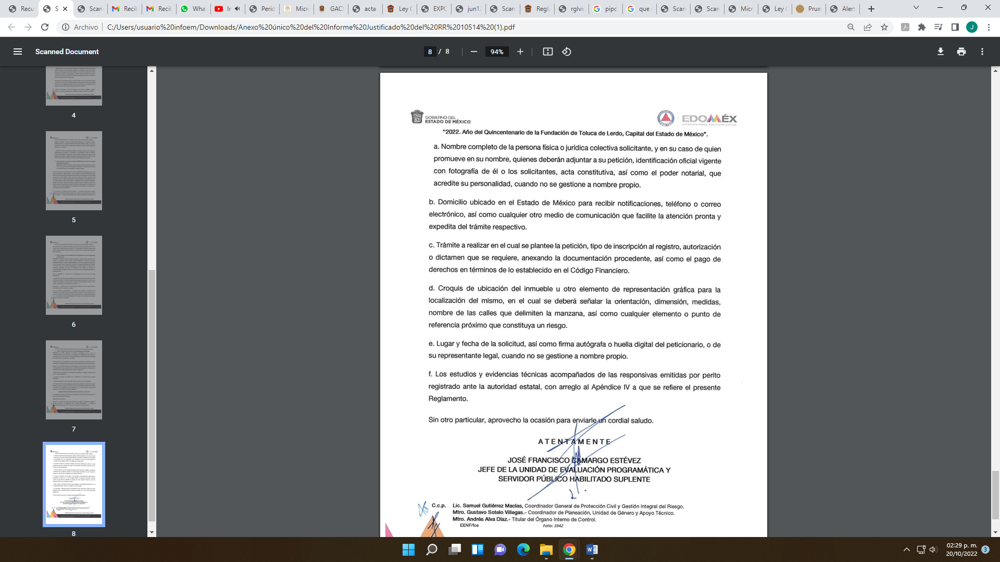 Recu
S
Scan
Recib
Recib
What
In
Perió
Micro
GACE
acta
Ley O
EXPO
jun12
Scan
Regla
rglvig
pipc
que
Scan
Scan
Micro
Ley O
Prue
Alert
Archivo
C:/Users/usuario%20infoem/Downloads/Anexo%20único%20del%20Informe%20Justificado%20del%20RR%2010514%20(1).pdf
J
Scanned Document
8 / 8
94%
4
5
6
7
8
GOBIERNO DEL
ESTADO DE MÉXICO
EDOMÉX
"2022. Año del Quincentenario de la Fundación de Toluca de Lerdo, Capital del Estado de México".
a. Nombre completo de la persona física o jurídica colectiva solicitante, y en su caso de quien
promueve en su nombre, quienes deberán adjuntar a su petición, identificación oficial vigente
con fotografía de él o los solicitantes, acta constitutiva, así como el poder notarial, que
acredite su personalidad, cuando no se gestione a nombre propio.
b. Domicilio ubicado en el Estado de México para recibir notificaciones, teléfono o correo
electrónico, así como cualquier otro medio de comunicación que facilite la atención pronta y
expedita del trámite respectivo.
c. Trámite a realizar en el cual se plantee la petición, tipo de inscripción al registro, autorización
o dictamen que se requiere, anexando la documentación procedente, así como el pago de
derechos en términos de lo establecido en el Código Financiero.
d. Croquis de ubicación del inmueble u otro elemento de representación gráfica para la
localización del mismo, en el cual se deberá señalar la orientación, dimensión, medidas,
nombre de las calles que delimiten la manzana, así como cualquier elemento o punto de
referencia próximo que constituya un riesgo.
e. Lugar y fecha de la solicitud, así como firma autógrafa o huella digital del peticionario, o de
su representante legal, cuando no se gestione a nombre propio.
f. Los estudios y evidencias técnicas acompañados de las responsivas emitidas por perito
registrado ante la autoridad estatal, con arreglo al Apéndice IV a que se refiere el presente
Reglamento.
Sin otro particular, aprovecho la ocasión para enviarle un cordial saludo.
A T E N T A M E N T E
JOSÉ FRANCISCO CAMARGO ESTÉVEZ
JEFE DE LA UNIDAD DE EVALUACIÓN PROGRAMÁTICA Y
SERVIDOR PÚBLICO HABILITADO SUPLENTE
C.c.p. Lic. Samuel Gutiérrez Macías, Coordinador General de Protección Civil y Gestión Integral del Riesgo.
Mtro. Gustavo Sotelo Villegas.- Coordinador de Planeación, Unidad de Género y Apoyo Técnico.
Mtro. Andrés Alva Díaz.- Titular del Órgano Interno de Control.
EENF/fce Folio: 1942
02:29 p. m.
20/10/2022
3